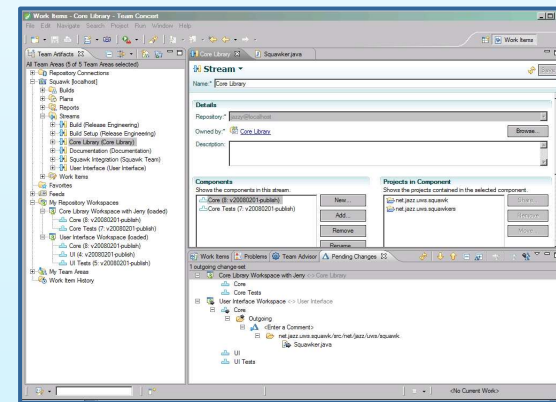 Work Items - Core Library - Team Concert
File Edit Navigate Search Project Run Window Help
Work Items
Team Artifacts
All Team Areas (5 of 5 Team Areas selected)
Repository Connections
Squawk [localhost]
Builds
Plans
Reports
Streams
Build (Release Engineering)
Build Setup (Release Engineering)
Core Library (Core Library)
Documentation (Documentation)
Squawk Integration (Squawk Team)
User Interface (User Interface)
Work Items
Favorites
Feeds
My Repository Workspaces
Core Library Workspace with Jerry (loaded)
Core (8: v20080201-publish)
Core Tests (7: v20080201-publish)
User Interface Workspace (loaded)
Core (8: v20080201-publish)
UI (4: v20080201-publish)
UI Tests (5: v20080201-publish)
My Team Areas
Work Item History
Core Library
Squawker.java
Stream
Save
Name:* Core Library
Details
Repository:* jazzy@localhost
Owned by:* Core Library
Browse...
Description:
Components
Shows the components in this stream.
Core (8: v20080201-publish)
Core Tests (7: v20080201-publish)
New...
Add...
Remove
Rename
Projects in Component
Shows the projects contained in the selected component.
net.jazz.uws.squawk
net.jazz.uws.squawkers
Share...
Remove
Move...
Work Items Problems Team Advisor Pending Changes
1 outgoing change-set
Core Library Workspace with Jerry <> Core Library
Core
Core Tests
User Interface Workspace <> User Interface
Core
Outgoing
<Enter a Comment>
net.jazz.uws.squawk/src/net/jazz/uws/squawk
Squawker.java
UI
UI Tests
<No Current Work>